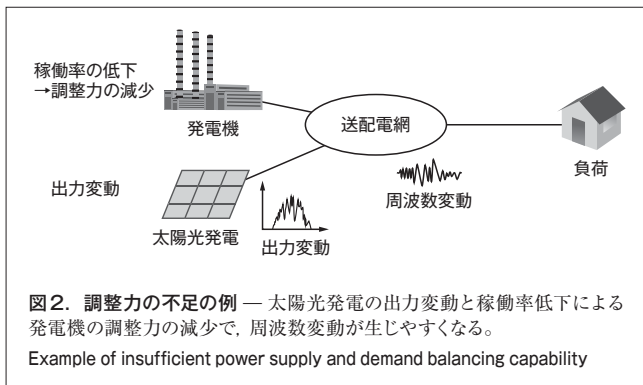 稼働率の低下
→調整力の減少
発電機
送配電網
負荷
出力変動
太陽光発電
出力変動
周波数変動
図2．調整力の不足の例 — 太陽光発電の出力変動と稼働率低下による
発電機の調整力の減少で，周波数変動が生じやすくなる。
Example of insufficient power supply and demand balancing capability